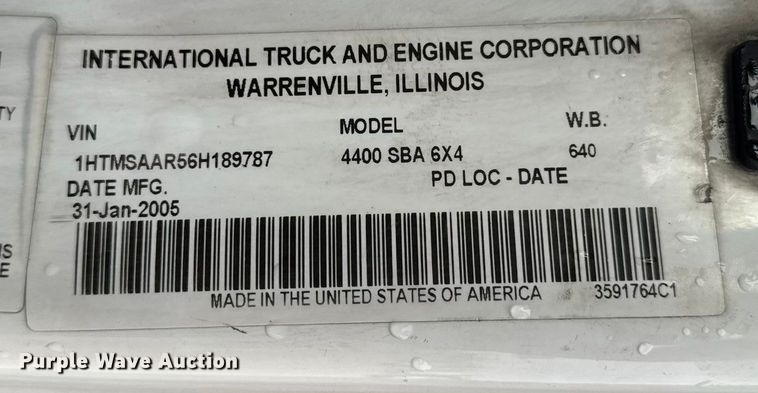 INTERNATIONAL TRUCK AND ENGINE CORPORATION
WARRENVILLE, ILLINOIS
VIN MODEL W.B.
1HTMSAAR56H189787 4400 SBA 6X4 640
DATE MFG. PD LOC - DATE
31-Jan-2005
MADE IN THE UNITED STATES OF AMERICA 3591764C1
TY
S
E
Purple Wave Auction